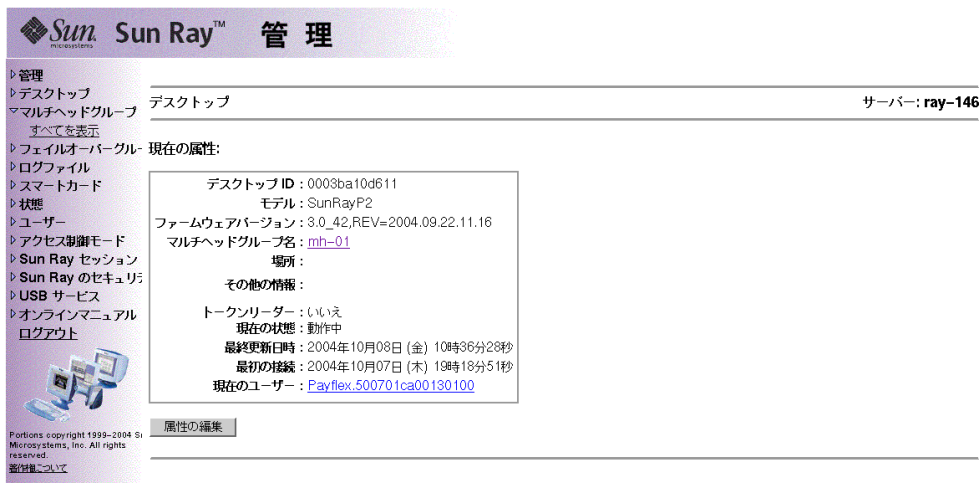 Sun microsystems Sun Ray™ 管理
管理
デスクトップ
マルチヘッドグループ
すべてを表示
フェイルオーバーグルー
ログファイル
スマートカード
状態
ユーザー
アクセス制御モード
Sun Ray セッション
Sun Ray のセキュリテ
USB サービス
オンラインマニュアル
ログアウト
Portions copyright 1999-2004 Su
Microsystems, Inc. All rights
reserved.
著作権について
デスクトップ サーバー: ray-146
現在の属性:
デスクトップ ID : 0003ba10d611
モデル : SunRayP2
ファームウェアバージョン : 3.0_42,REV=2004.09.22.11.16
マルチヘッドグループ名 : mh-01
場所 :
その他の情報 :
トークンリーダー : いいえ
現在の状態 : 動作中
最終更新日時 : 2004年10月08日 (金) 10時36分28秒
最初の接続 : 2004年10月07日 (木) 19時18分51秒
現在のユーザー : Payflex.500701ca00130100
属性の編集